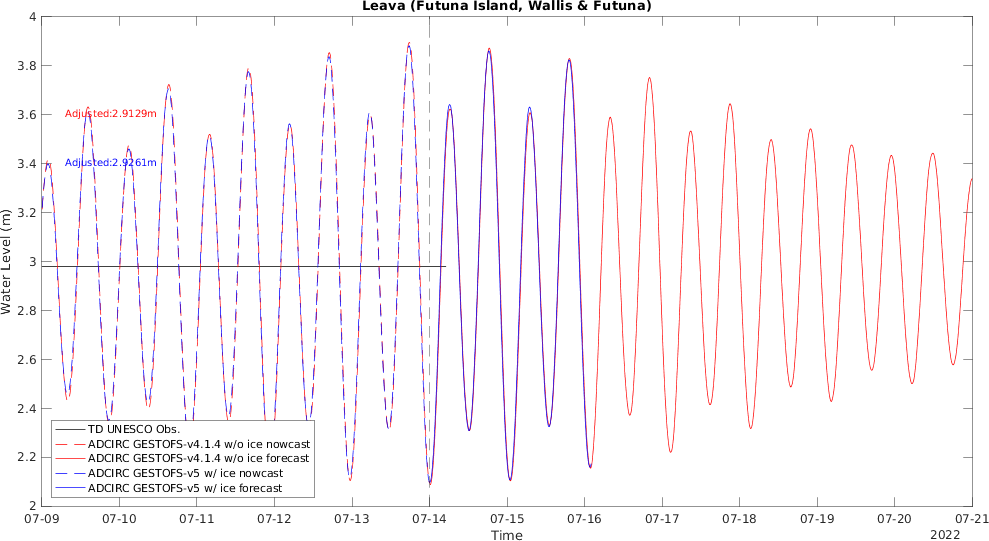 Leava (Futuna Island, Wallis & Futuna)
4
3.8
3.6
3.4
3.2
3
2.8
2.6
2.4
2.2
2
Water Level (m)
Adjusted:2.9129m
Adjusted:2.9261m
TD UNESCO Obs.
ADCIRC GESTOFS-v4.1.4 w/o ice nowcast
ADCIRC GESTOFS-v4.1.4 w/o ice forecast
ADCIRC GESTOFS-v5 w/ ice nowcast
ADCIRC GESTOFS-v5 w/ ice forecast
07-09 07-10 07-11 07-12 07-13 07-14 07-15 07-16 07-17 07-18 07-19 07-20 07-21
Time
2022